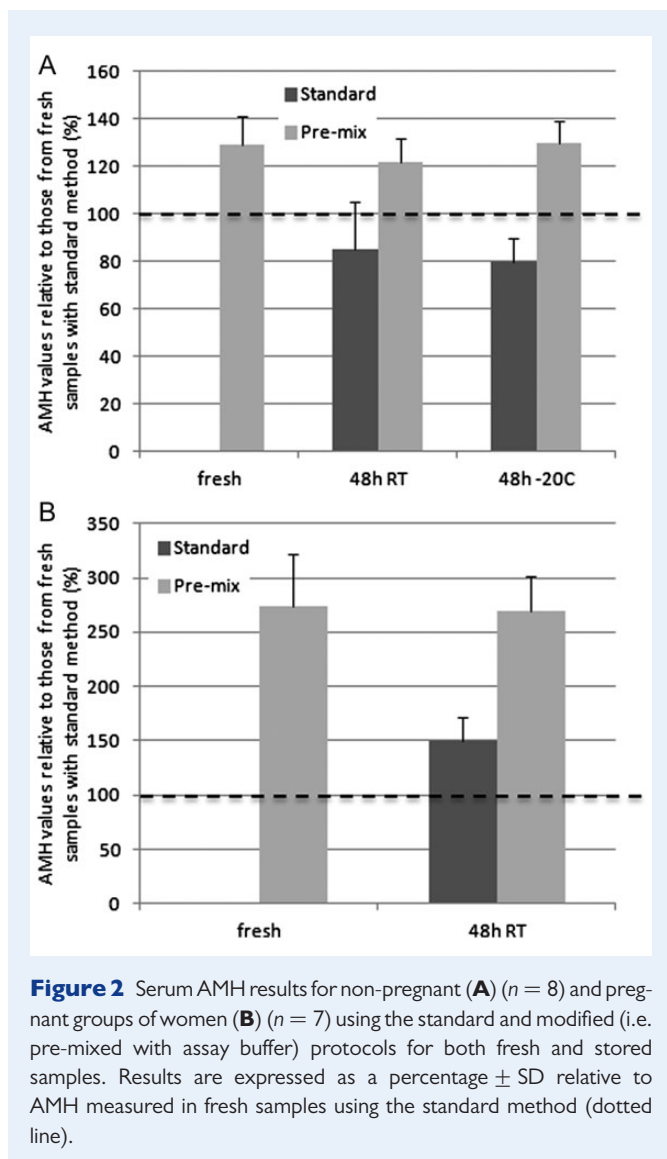 A
AMH values relative to those from fresh
samples with standard method (%)
160
140
120
100
80
60
40
20
0
Standard
Pre-mix
fresh 48h RT 48h -20C
B
AMH values relative to those from fresh
samples with standard method (%)
350
300
250
200
150
100
50
0
Standard
Pre-mix
fresh 48h RT
Figure 2 Serum AMH results for non-pregnant (A) (n = 8) and preg-
nant groups of women (B) (n = 7) using the standard and modified (i.e.
pre-mixed with assay buffer) protocols for both fresh and stored
samples. Results are expressed as a percentage ± SD relative to
AMH measured in fresh samples using the standard method (dotted
line).